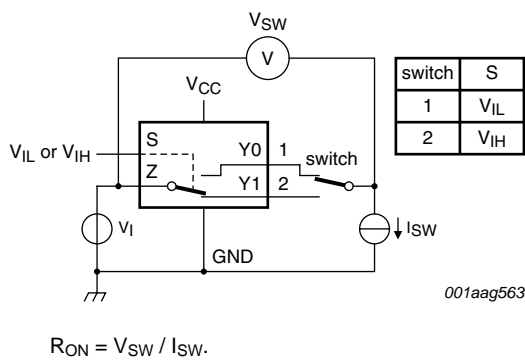 VSW
V
VCC
switch S
1 VIL
2 VIH
VIL or VIH
S
Y0 1
switch
Z
Y1 2
VI
ISW
GND
001aag563
RON = VSW / ISW.